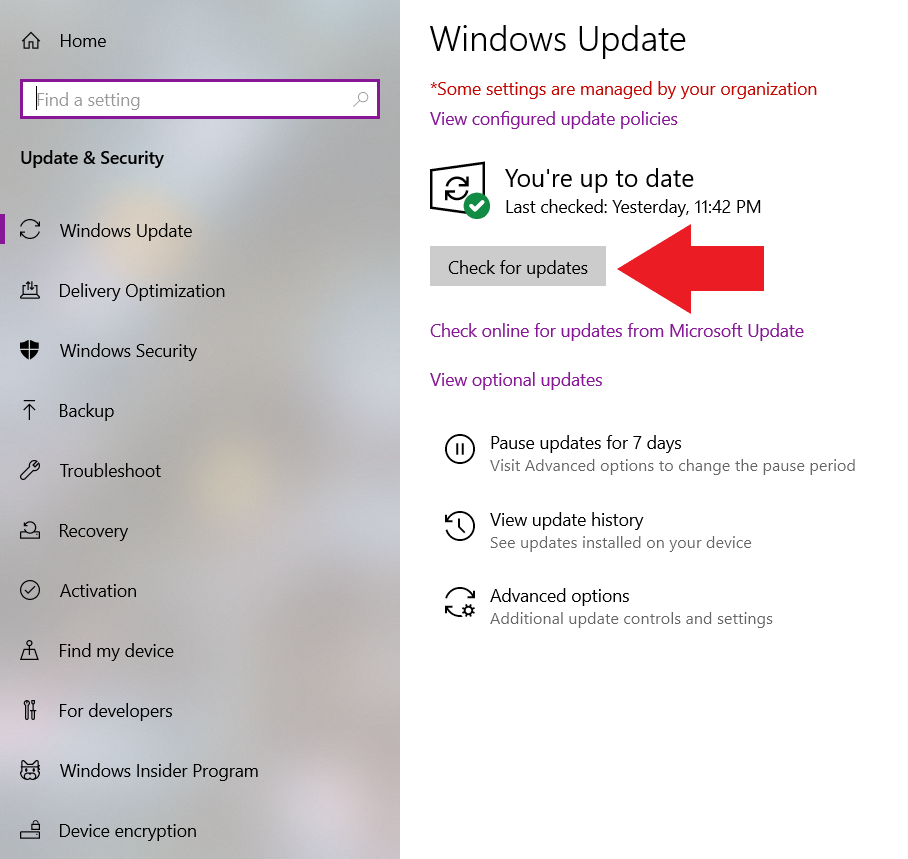 Home
Find a setting
Update & Security
Windows Update
Delivery Optimization
Windows Security
Backup
Troubleshoot
Recovery
Activation
Find my device
For developers
Windows Insider Program
Device encryption
Windows Update
*Some settings are managed by your organization
View configured update policies
You're up to date
Last checked: Yesterday, 11:42 PM
Check for updates
Check online for updates from Microsoft Update
View optional updates
Pause updates for 7 days
Visit Advanced options to change the pause period
View update history
See updates installed on your device
Advanced options
Additional update controls and settings